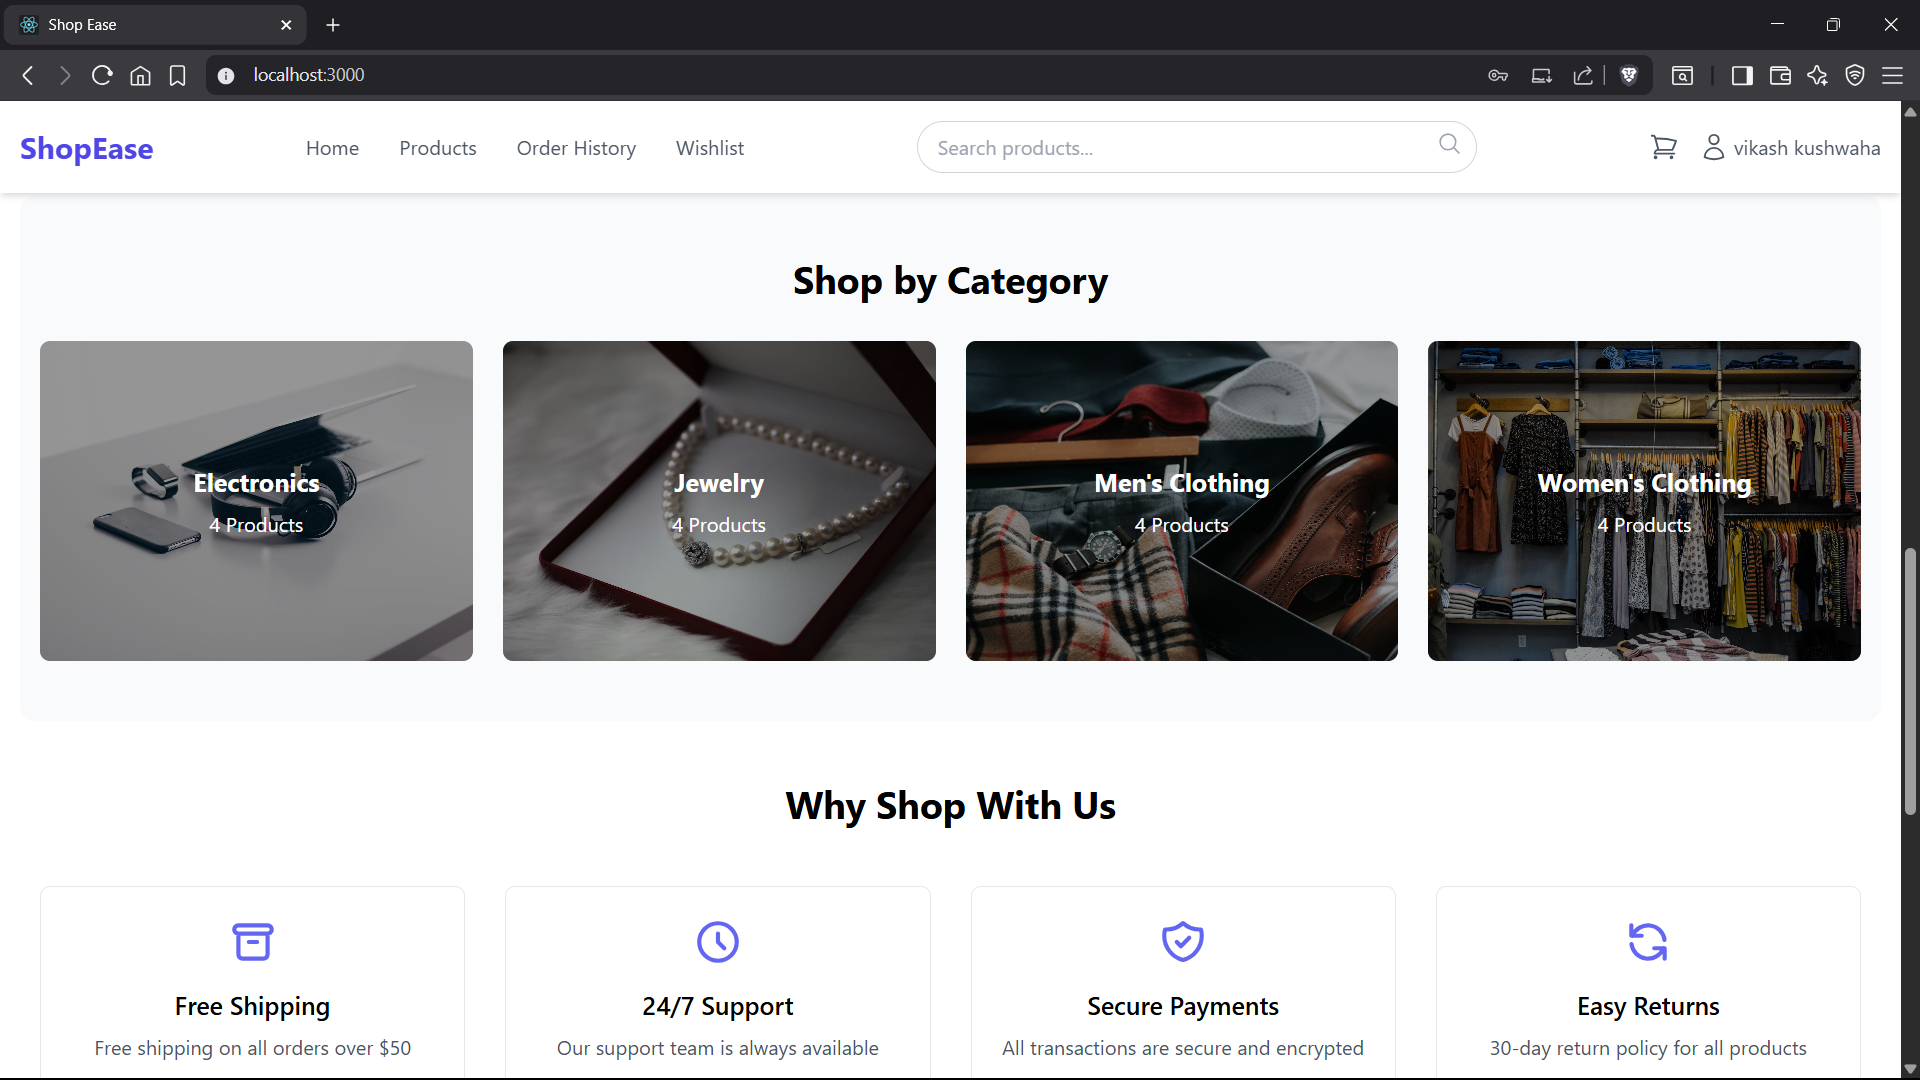 Shop Ease
localhost:3000
ShopEase
Home
Products
Order History
Wishlist
Search products...
vikash kushwaha
Shop by Category
Electronics
4 Products
Jewelry
4 Products
Men's Clothing
4 Products
Women's Clothing
4 Products
Why Shop With Us
Free Shipping
Free shipping on all orders over $50
24/7 Support
Our support team is always available
Secure Payments
All transactions are secure and encrypted
Easy Returns
30-day return policy for all products